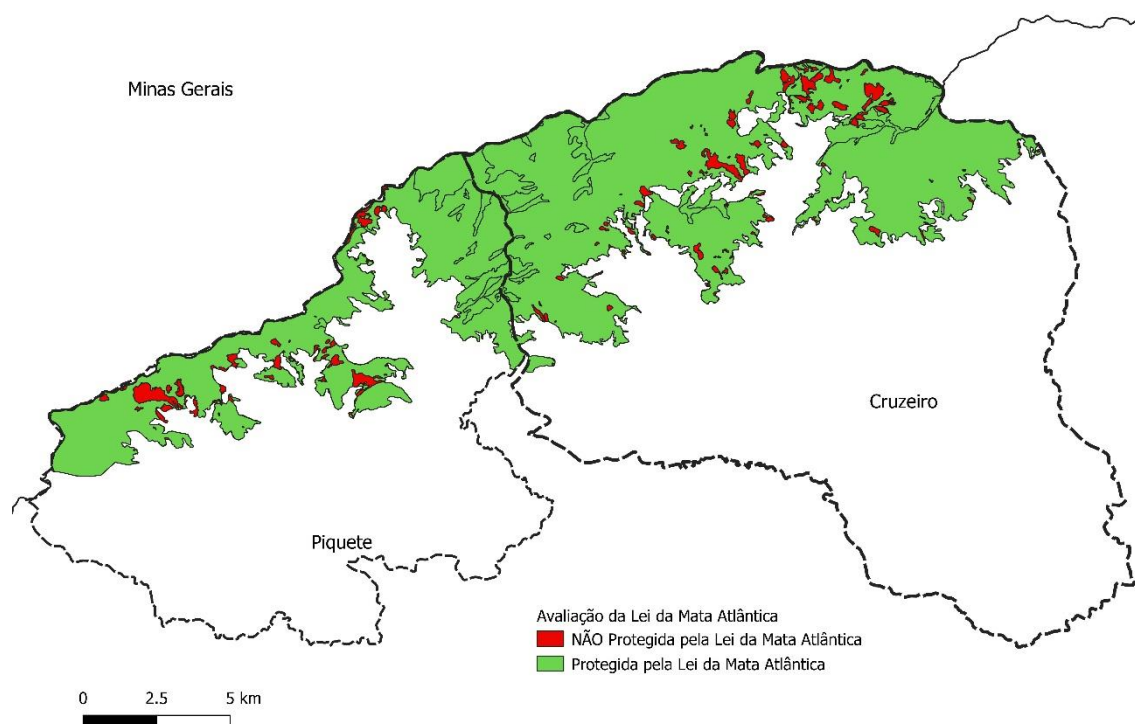 Minas Gerais
Cruzeiro
Piquete
Avaliação da Lei da Mata Atlântica
NÃO Protegida pela Lei da Mata Atlântica
Protegida pela Lei da Mata Atlântica
0 2.5 5 km